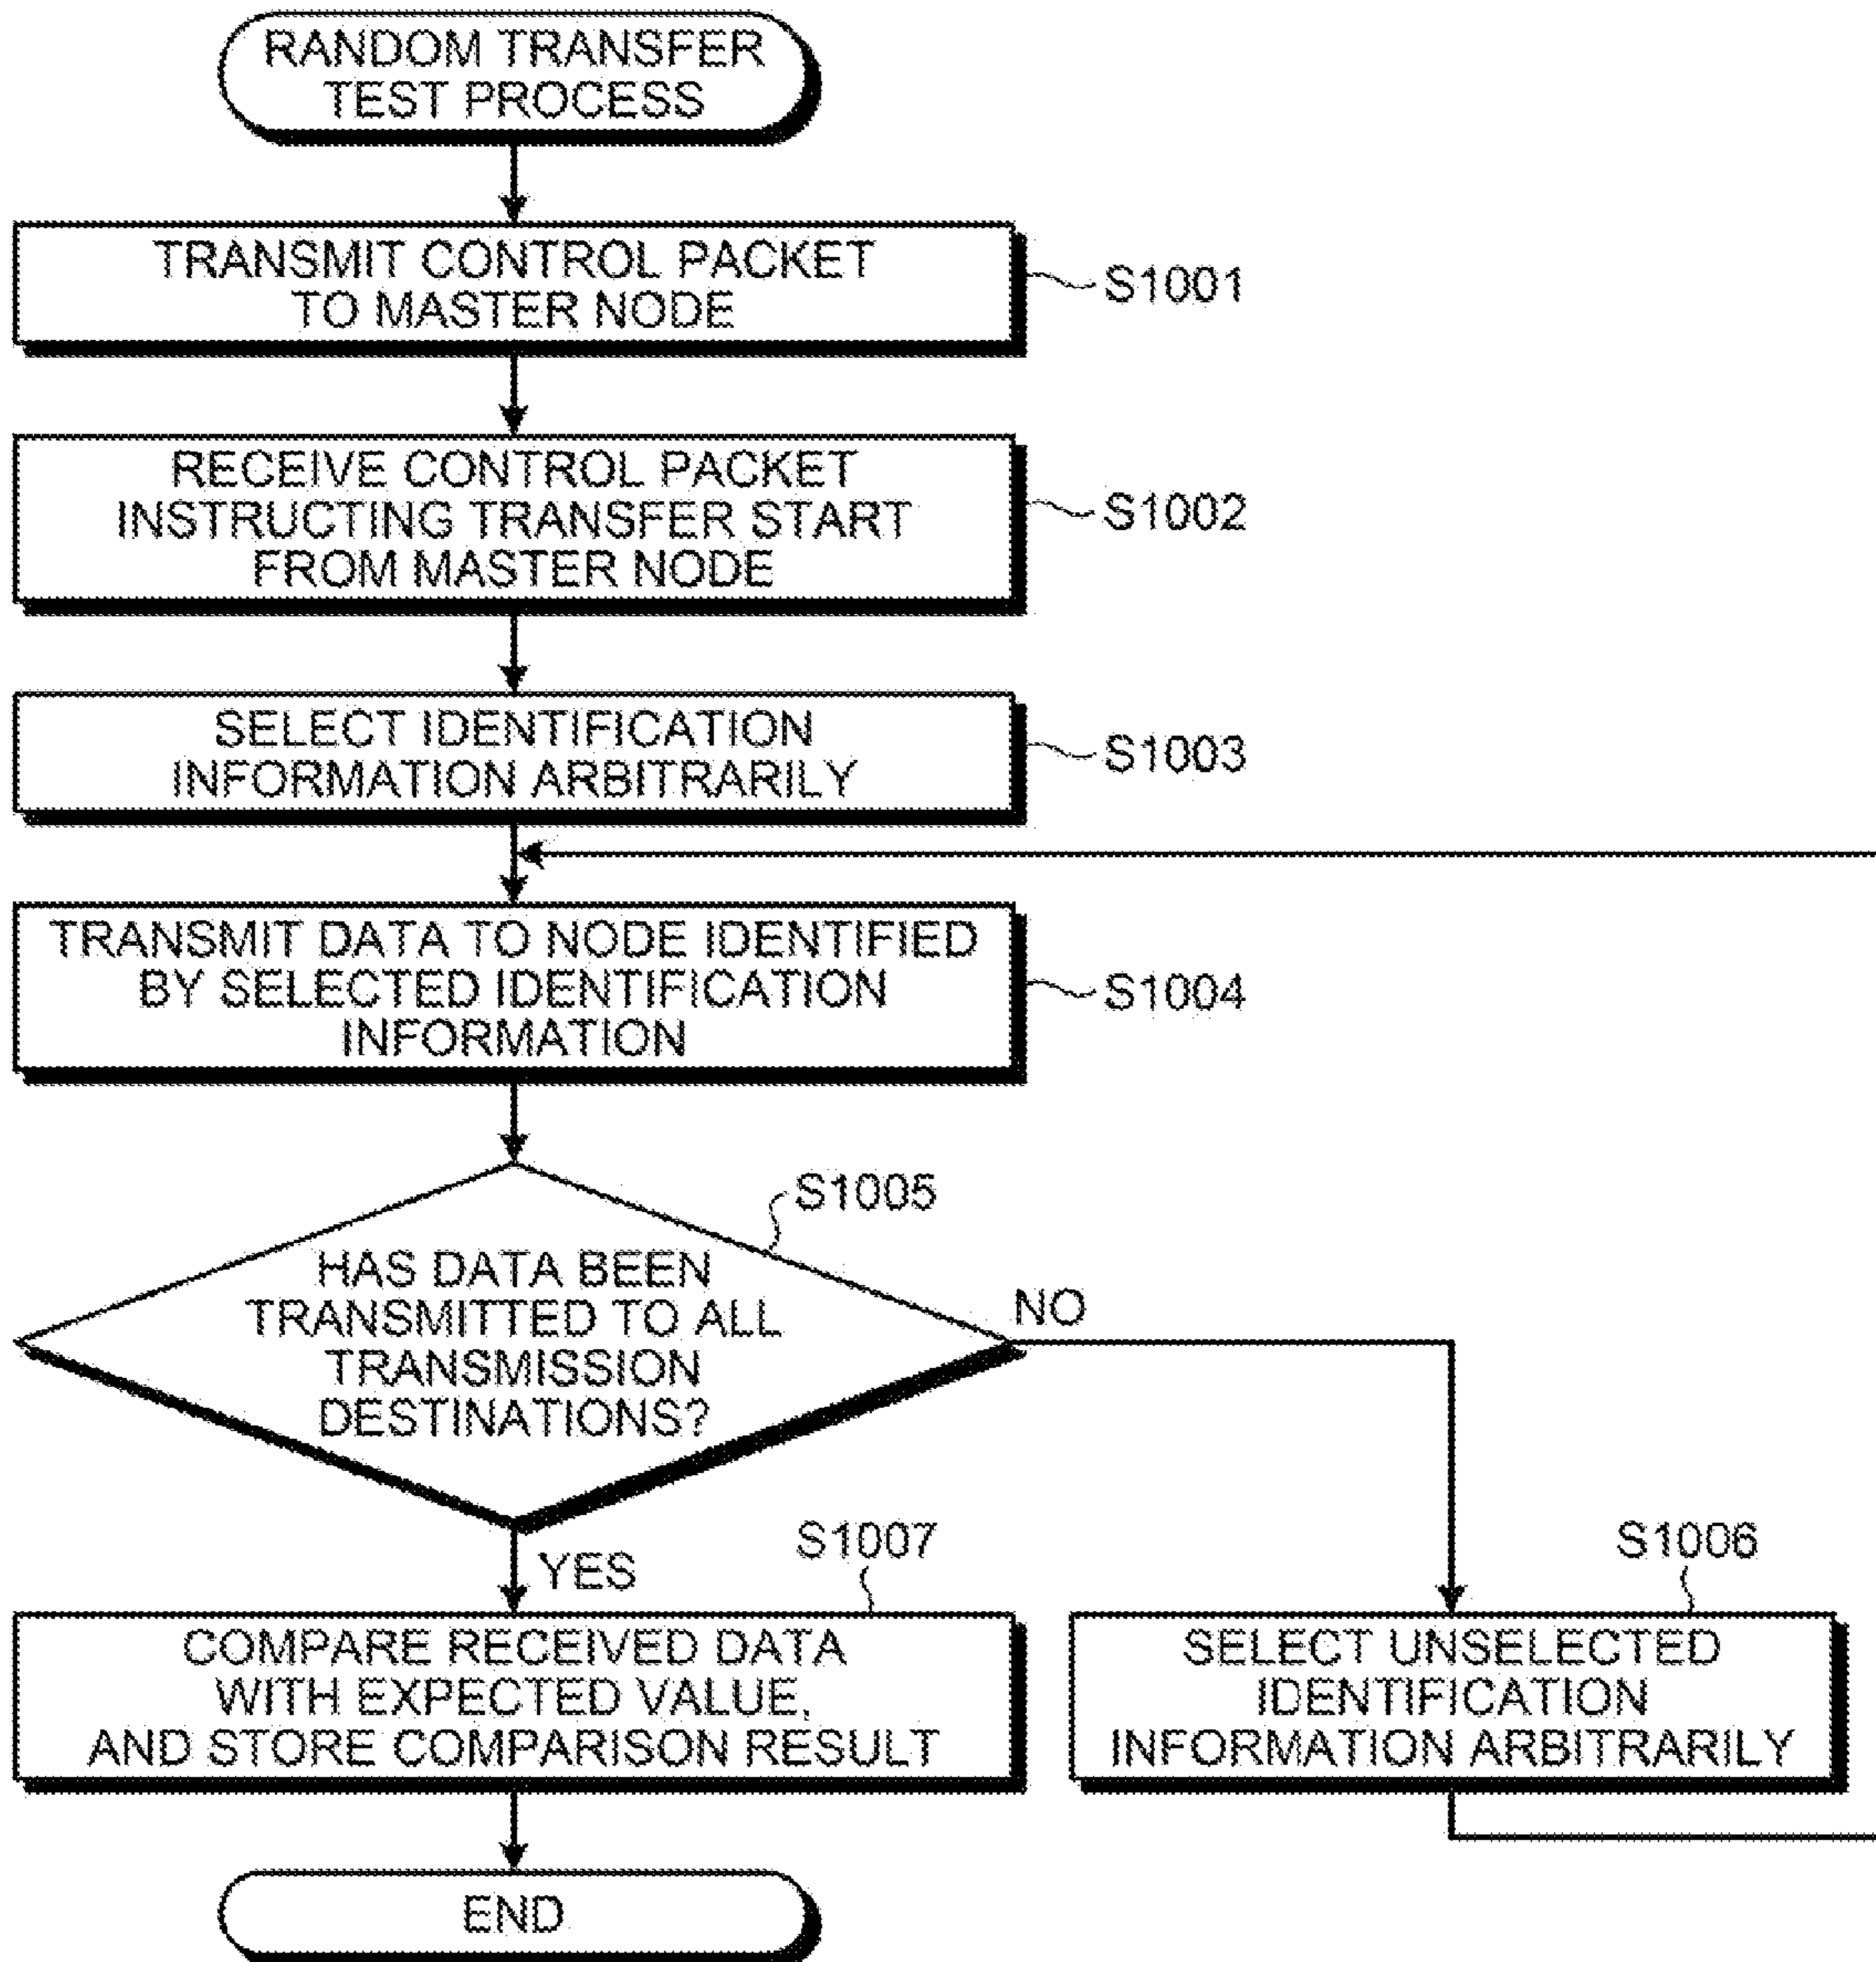 RANDOM TRANSFER
TEST PROCESS
TRANSMIT CONTROL PACKET
TO MASTER NODE
S1001
RECEIVE CONTROL PACKET
INSTRUCTING TRANSFER START
FROM MASTER NODE
S1002
SELECT IDENTIFICATION
INFORMATION ARBITRARILY
S1003
TRANSMIT DATA TO NODE IDENTIFIED
BY SELECTED IDENTIFICATION
INFORMATION
S1004
S1005
HAS DATA BEEN
TRANSMITTED TO ALL
TRANSMISSION
DESTINATIONS?
NO
YES
S1007
COMPARE RECEIVED DATA
WITH EXPECTED VALUE,
AND STORE COMPARISON RESULT
S1006
SELECT UNSELECTED
IDENTIFICATION
INFORMATION ARBITRARILY
END